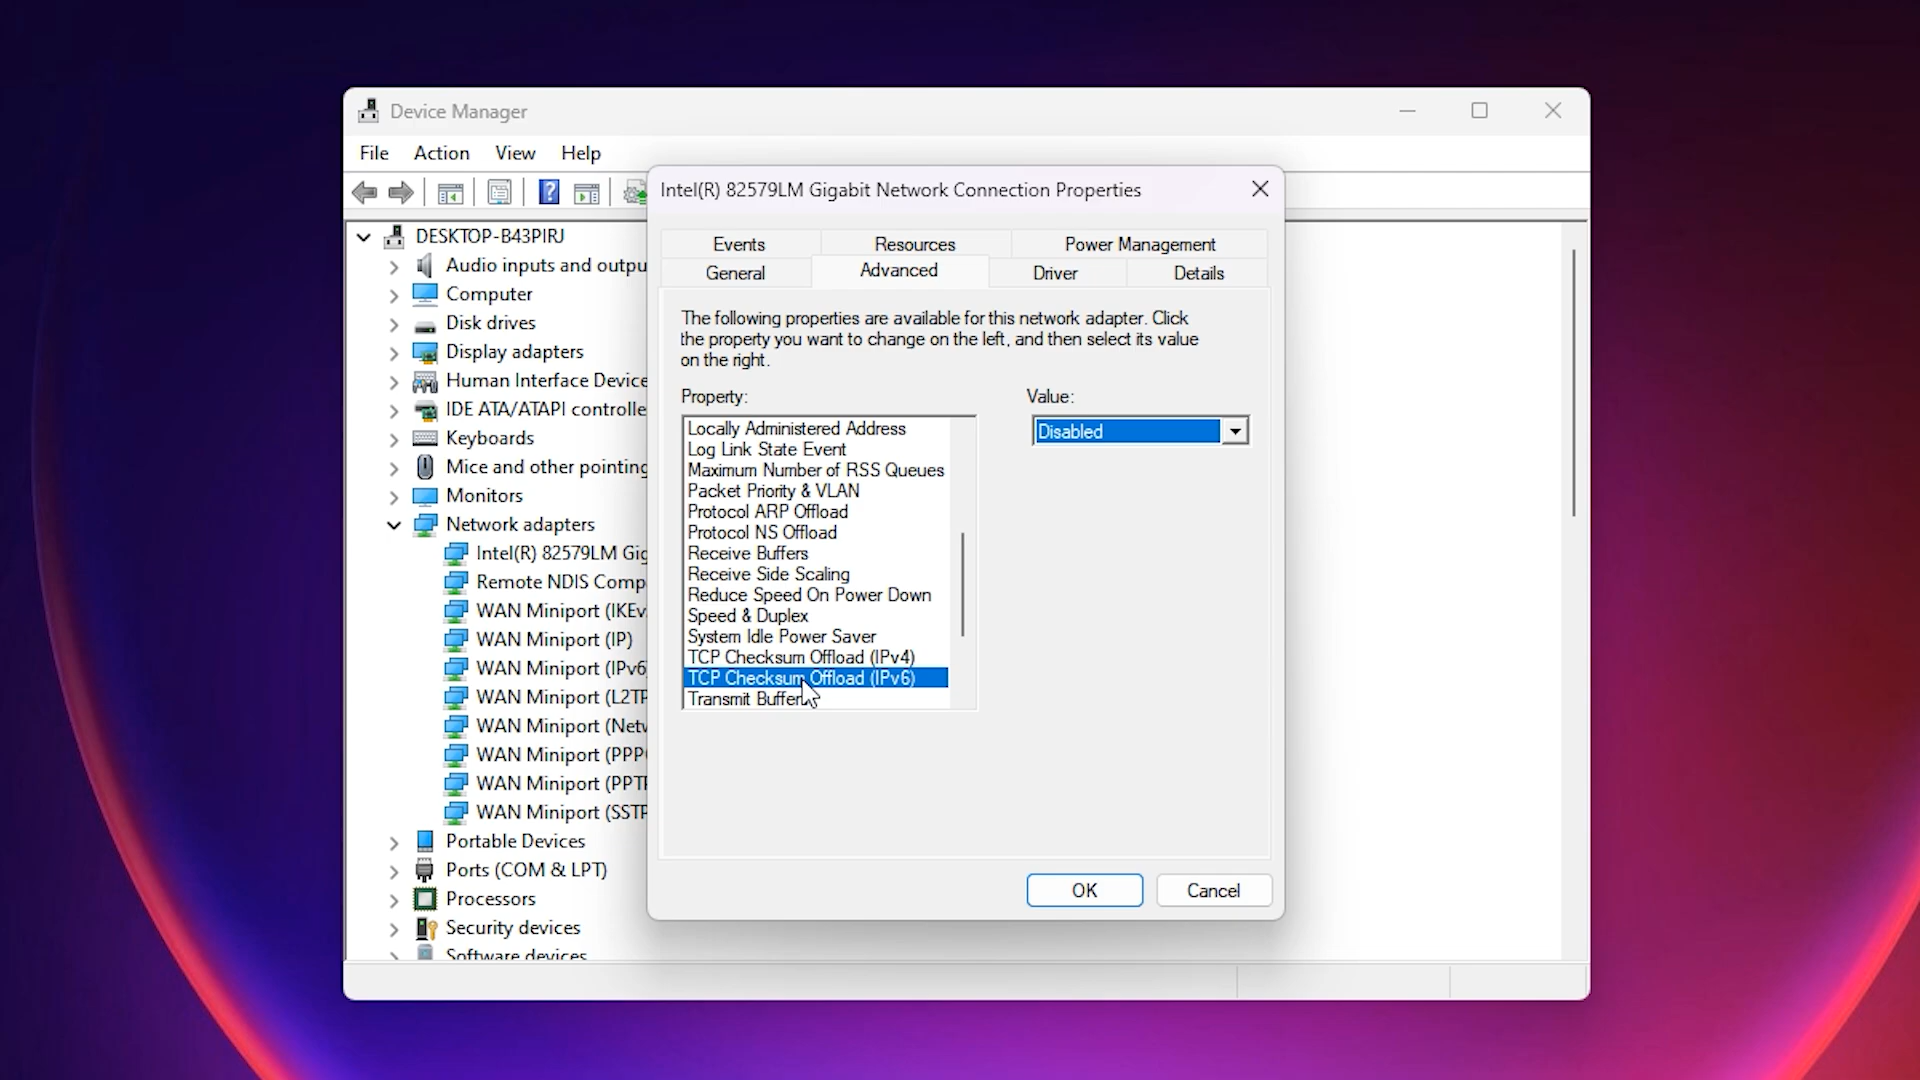 Device Manager
File Action View Help
DESKTOP-B43PIRJ
Audio inputs and outpu
Computer
Disk drives
Display adapters
Human Interface Device
IDE ATA/ATAPI controlle
Keyboards
Mice and other pointing
Monitors
Network adapters
Intel(R) 82579LM Gig
Remote NDIS Comp
WAN Miniport (IKEv
WAN Miniport (IP)
WAN Miniport (IPv6
WAN Miniport (L2TP
WAN Miniport (Netw
WAN Miniport (PPPO
WAN Miniport (PPTP
WAN Miniport (SSTP
Portable Devices
Ports (COM & LPT)
Processors
Security devices
Software devices
Intel(R) 82579LM Gigabit Network Connection Properties
Events Resources Power Management
General Advanced Driver Details
The following properties are available for this network adapter. Click
the property you want to change on the left, and then select its value
on the right.
Property: Value:
Locally Administered Address
Log Link State Event
Maximum Number of RSS Queues
Packet Priority & VLAN
Protocol ARP Offload
Protocol NS Offload
Receive Buffers
Receive Side Scaling
Reduce Speed On Power Down
Speed & Duplex
System Idle Power Saver
TCP Checksum Offload (IPv4)
TCP Checksum Offload (IPv6)
Transmit Buffers
Disabled
OK Cancel